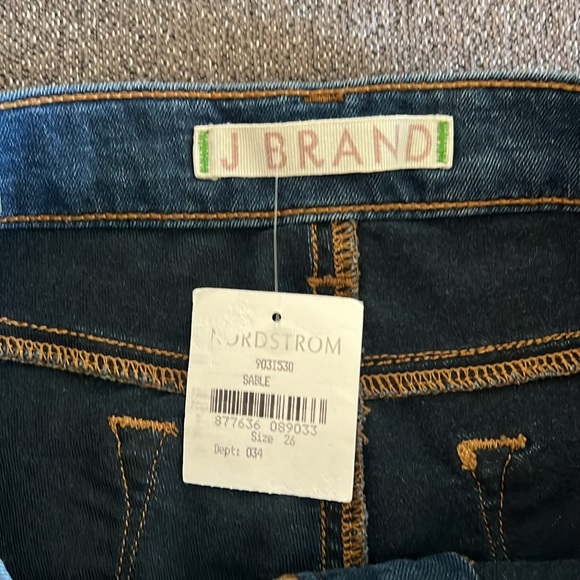 J BRAND
NORDSTROM
9031530
SABLE
877636 089033
Size 26
Dept: 034